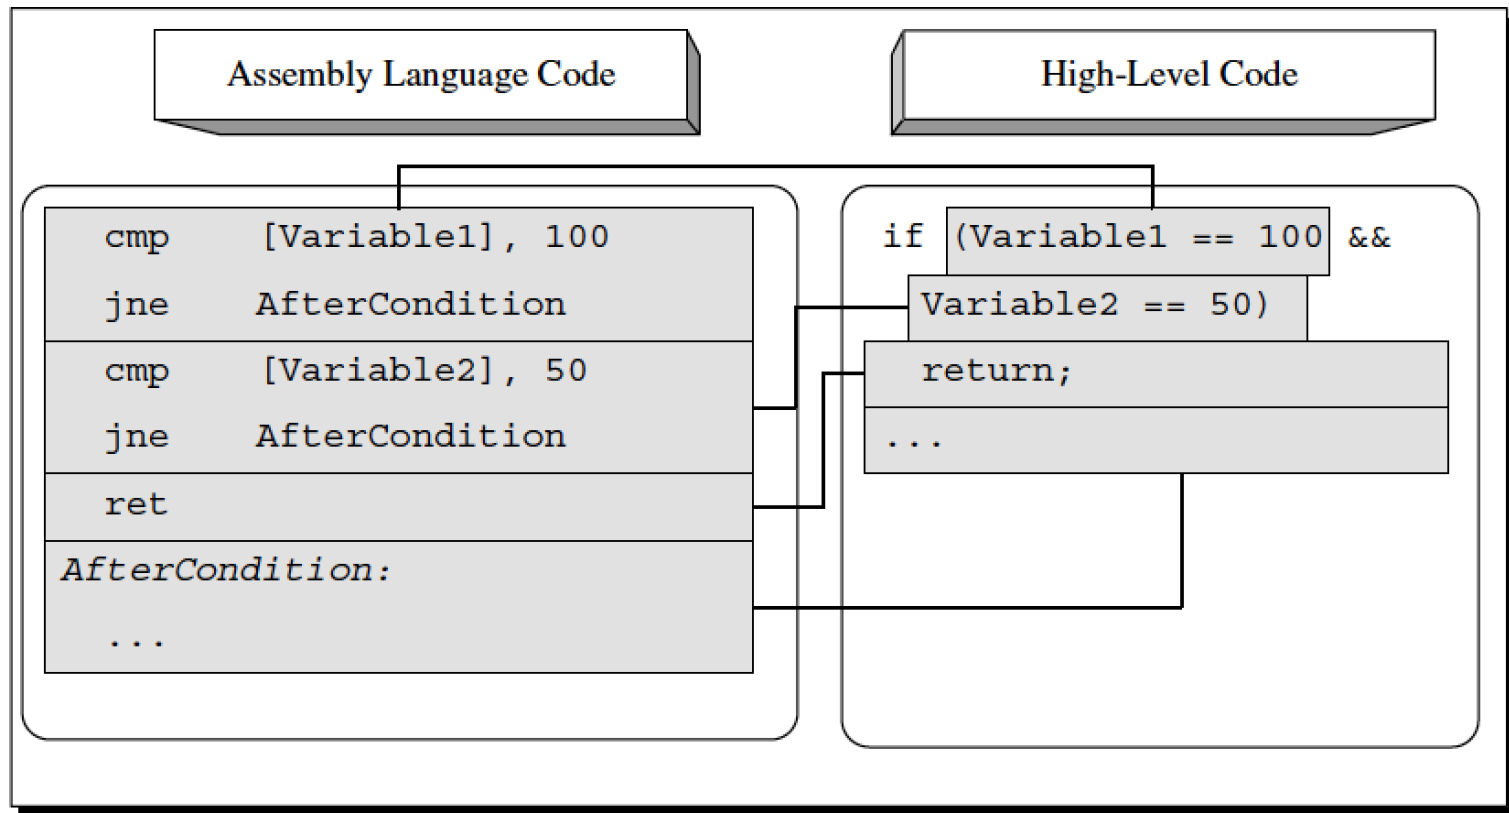 Assembly Language Code
High-Level Code
cmp [Variable1], 100
jne AfterCondition
cmp [Variable2], 50
jne AfterCondition
ret
AfterCondition:
...
if (Variable1 == 100 &&
Variable2 == 50)
return;
...